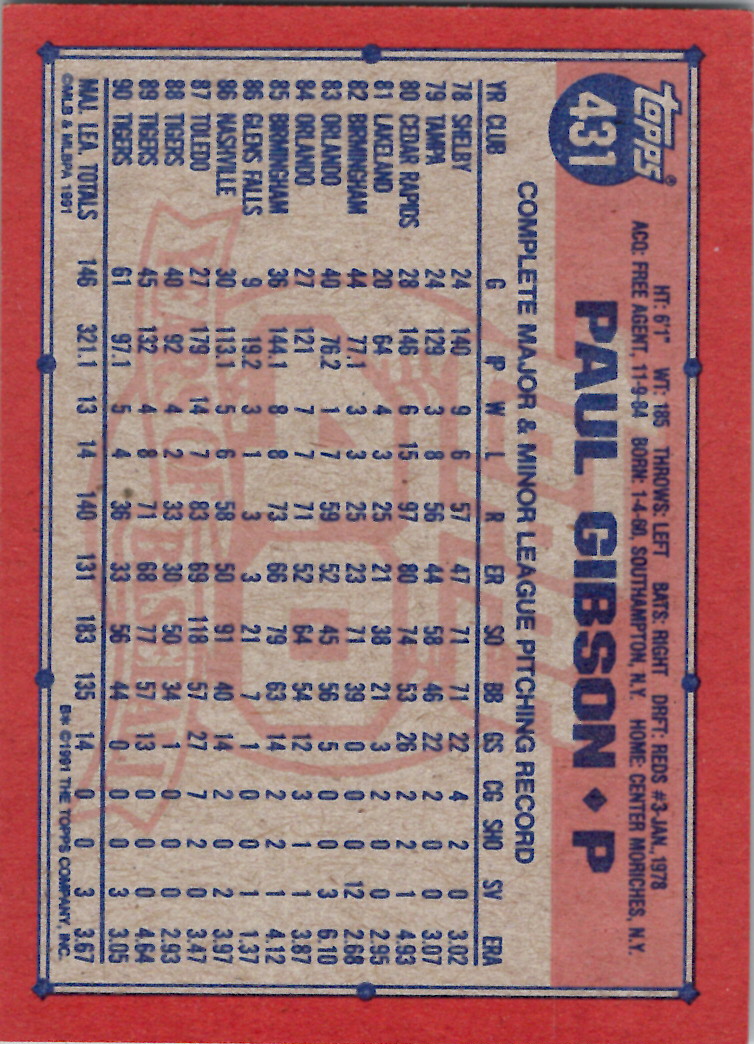 Topps®
431
HT: 6'1" WT: 185 THROWS: LEFT BATS: RIGHT DRFT: REDS #3-JAN., 1978
ACQ: FREE AGENT, 11-9-84 BORN: 1-4-60, SOUTHAMPTON, N.Y. HOME: CENTER MORICHES, N.Y.
PAUL GIBSON ◆ P
COMPLETE MAJOR & MINOR LEAGUE PITCHING RECORD
YR CLUB G IP W L R ER SO BB GS CG SHO SV ERA
78 SHELBY 24 140 9 6 57 47 71 71 22 4 2 0 3.02
79 TAMPA 24 129 3 8 56 44 58 46 22 2 0 0 3.07
80 CEDAR RAPIDS 28 146 6 15 97 80 74 53 26 2 2 1 4.93
81 LAKELAND 20 64 4 3 25 21 38 21 3 2 0 0 2.95
82 BIRMINGHAM 44 77.1 3 3 25 23 71 39 0 0 0 12 2.68
83 ORLANDO 40 76.2 1 7 59 52 45 56 5 0 0 3 6.10
84 ORLANDO 27 121 7 7 71 52 64 54 12 3 1 1 3.87
85 BIRMINGHAM 36 144.1 8 8 73 66 79 63 14 2 2 1 4.12
86 GLENS FALLS 9 19.2 3 1 3 3 21 7 1 0 0 1 1.37
86 NASHVILLE 30 113.1 5 6 58 50 91 40 14 2 0 2 3.97
87 TOLEDO 27 179 14 7 83 69 118 57 27 7 2 0 3.47
88 TIGERS 40 92 4 2 33 30 50 34 1 0 0 0 2.93
89 TIGERS 45 132 4 8 71 68 77 57 13 0 0 0 4.64
90 TIGERS 61 97.1 5 4 36 33 56 44 0 0 0 3 3.05
MAJ. LEA. TOTALS 146 321.1 13 14 140 131 183 135 14 0 0 3 3.67
©MLB & MLBPA 1991
B* ©1991 THE TOPPS COMPANY, INC.
40
YEARS OF BASEBALL